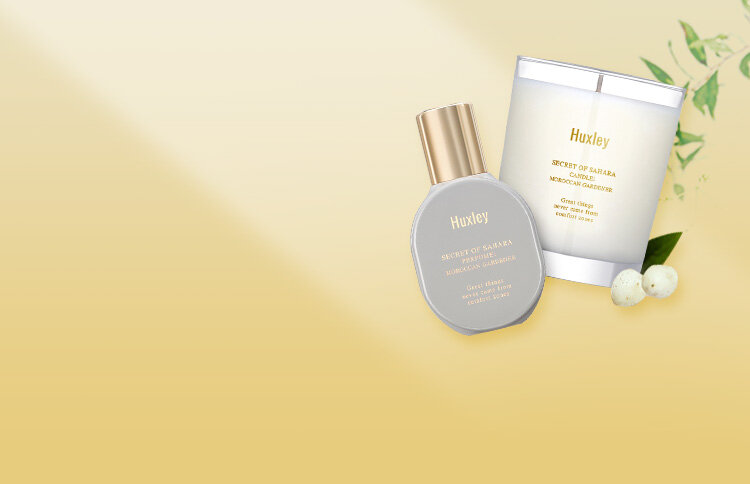 Huxley
SECRET OF SAHARA
PERFUME;
MOROCCAN GARDENER
Great things
never came from
comfort zones
Huxley
SECRET OF SAHARA
CANDLE;
MOROCCAN GARDENER
Great things
never came from
comfort zones